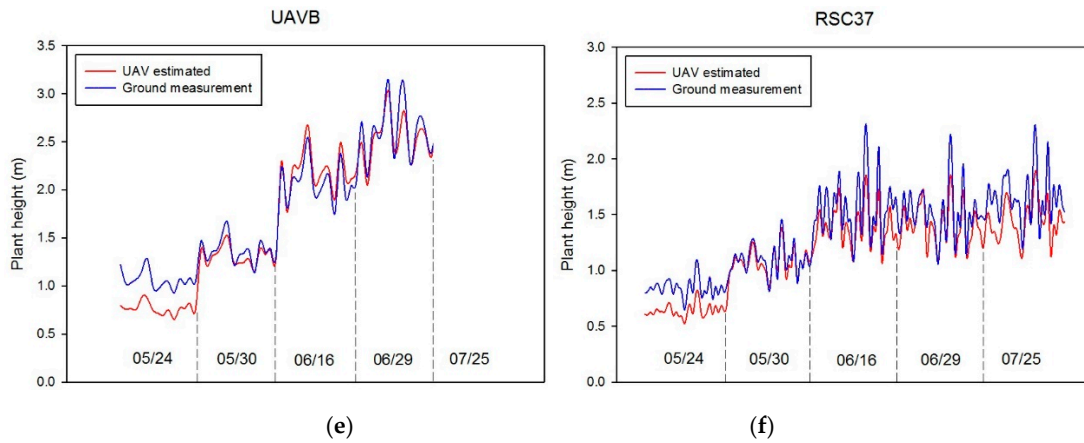 UAVB
Plant height (m)
3.5
3.0
2.5
2.0
1.5
1.0
0.5
0.0
UAV estimated
Ground measurement
05/24
05/30
06/16
06/29
07/25
(e)
RSC37
Plant height (m)
3.0
2.5
2.0
1.5
1.0
0.5
0.0
UAV estimated
Ground measurement
05/24
05/30
06/16
06/29
07/25
(f)